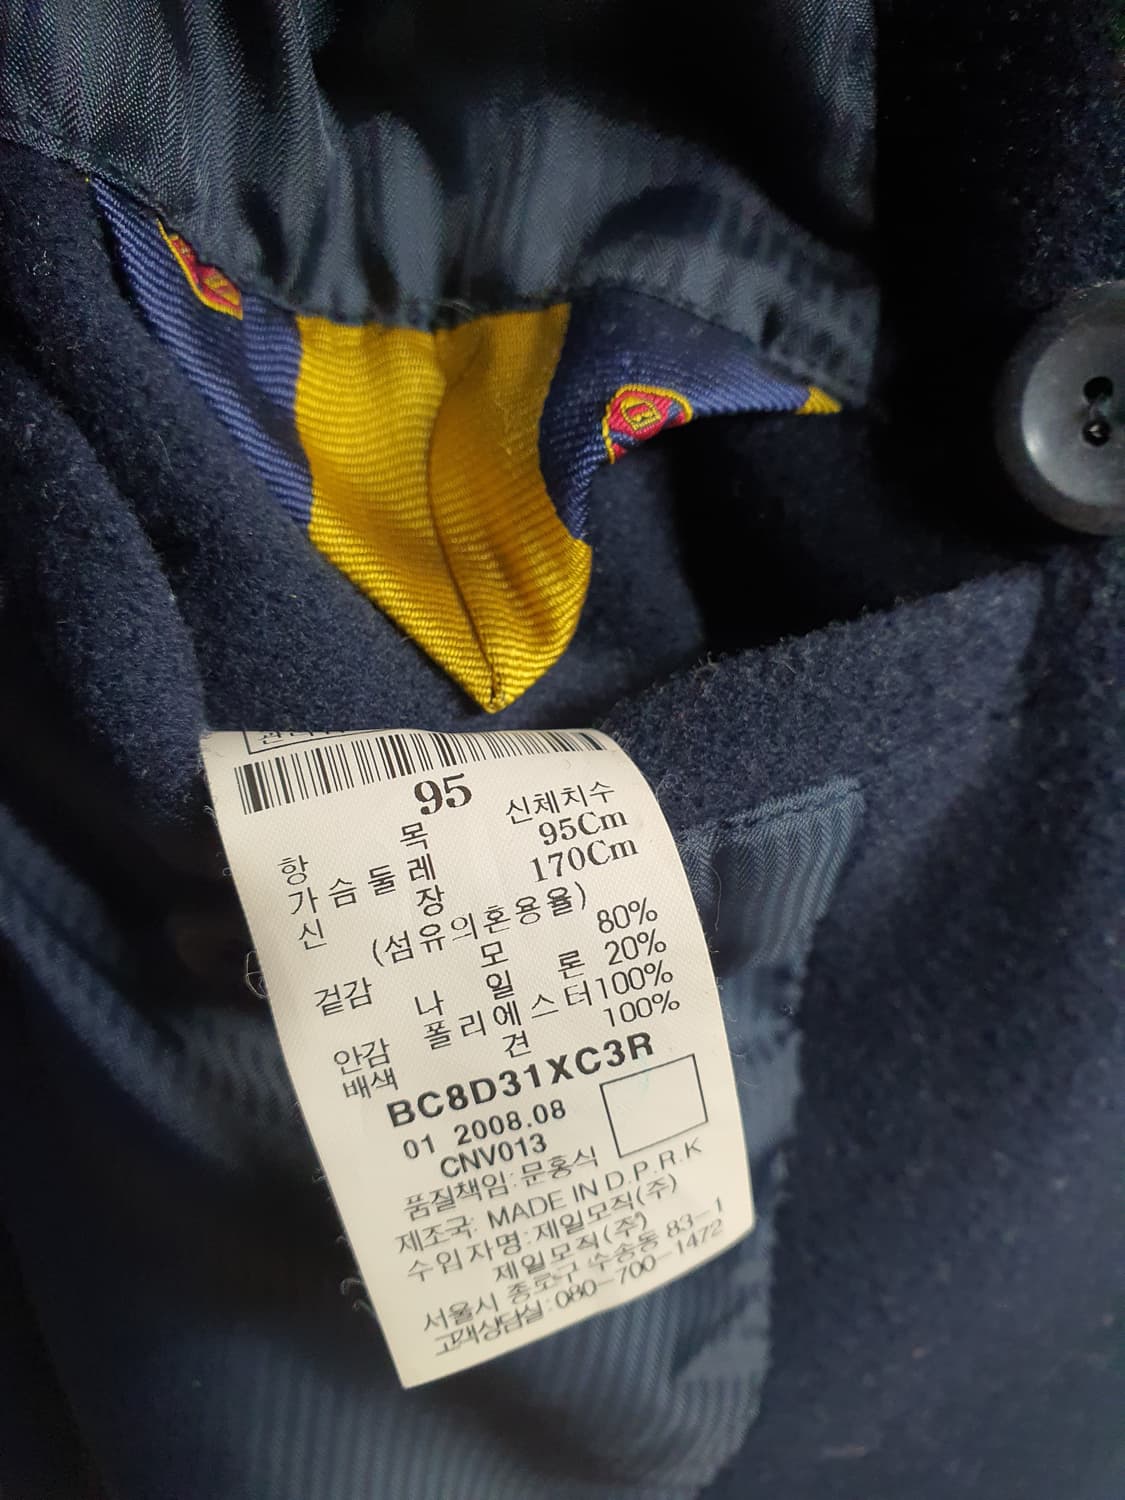 95
항 목 신체치수
가슴둘레 95Cm
신 장 170Cm
(섬유의혼용율)
겉감 모 80%
나 일 론 20%
안감 폴리에스터 100%
배색 견 100%
BC8D31XC3R
01 2008.08
CNV013
품질책임:문홍식
제조국: MADE IN D.P.R.K
수입자명:제일모직(주)
제일모직(주)
서울시 종로구 수송동 83-1
고객상담실:080-700-1472
B